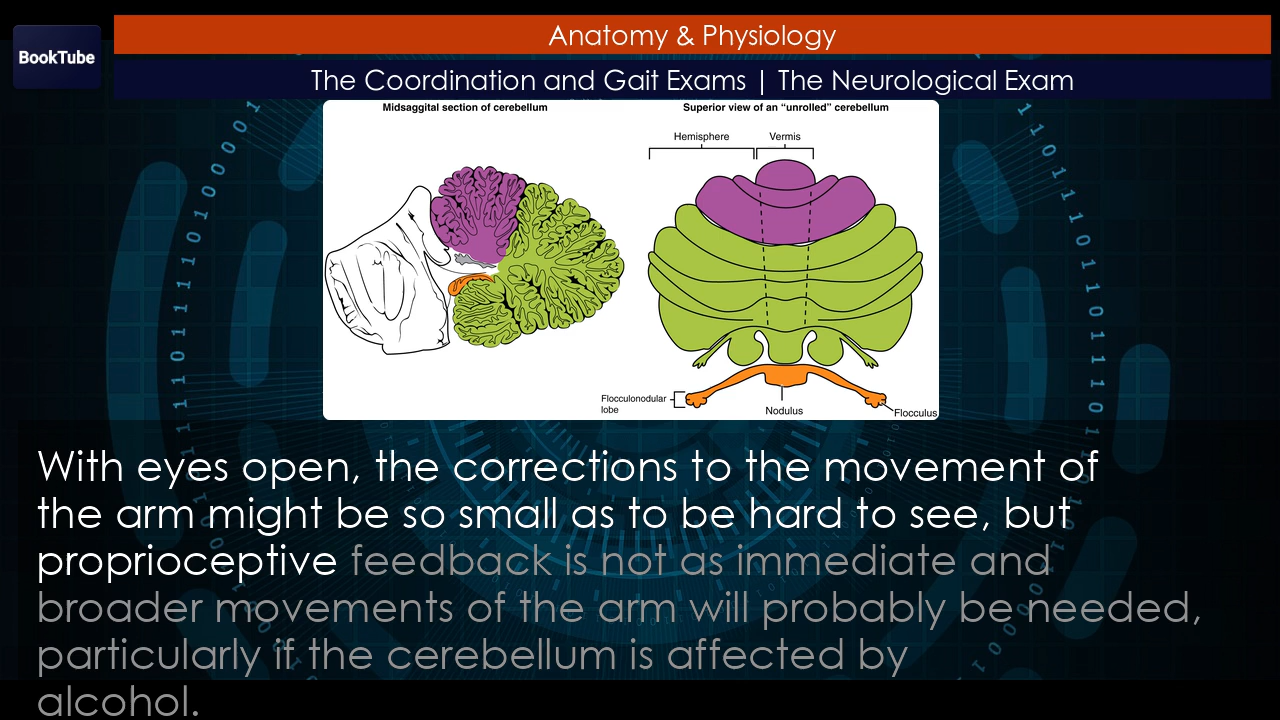 BookTube
Anatomy & Physiology
The Coordination and Gait Exams | The Neurological Exam
Midsaggital section of cerebellum
Superior view of an “unrolled” cerebellum
Hemisphere
Vermis
Flocculonodular
lobe
Nodulus
Flocculus
With eyes open, the corrections to the movement of
the arm might be so small as to be hard to see, but
proprioceptive feedback is not as immediate and
broader movements of the arm will probably be needed,
particularly if the cerebellum is affected by
alcohol.